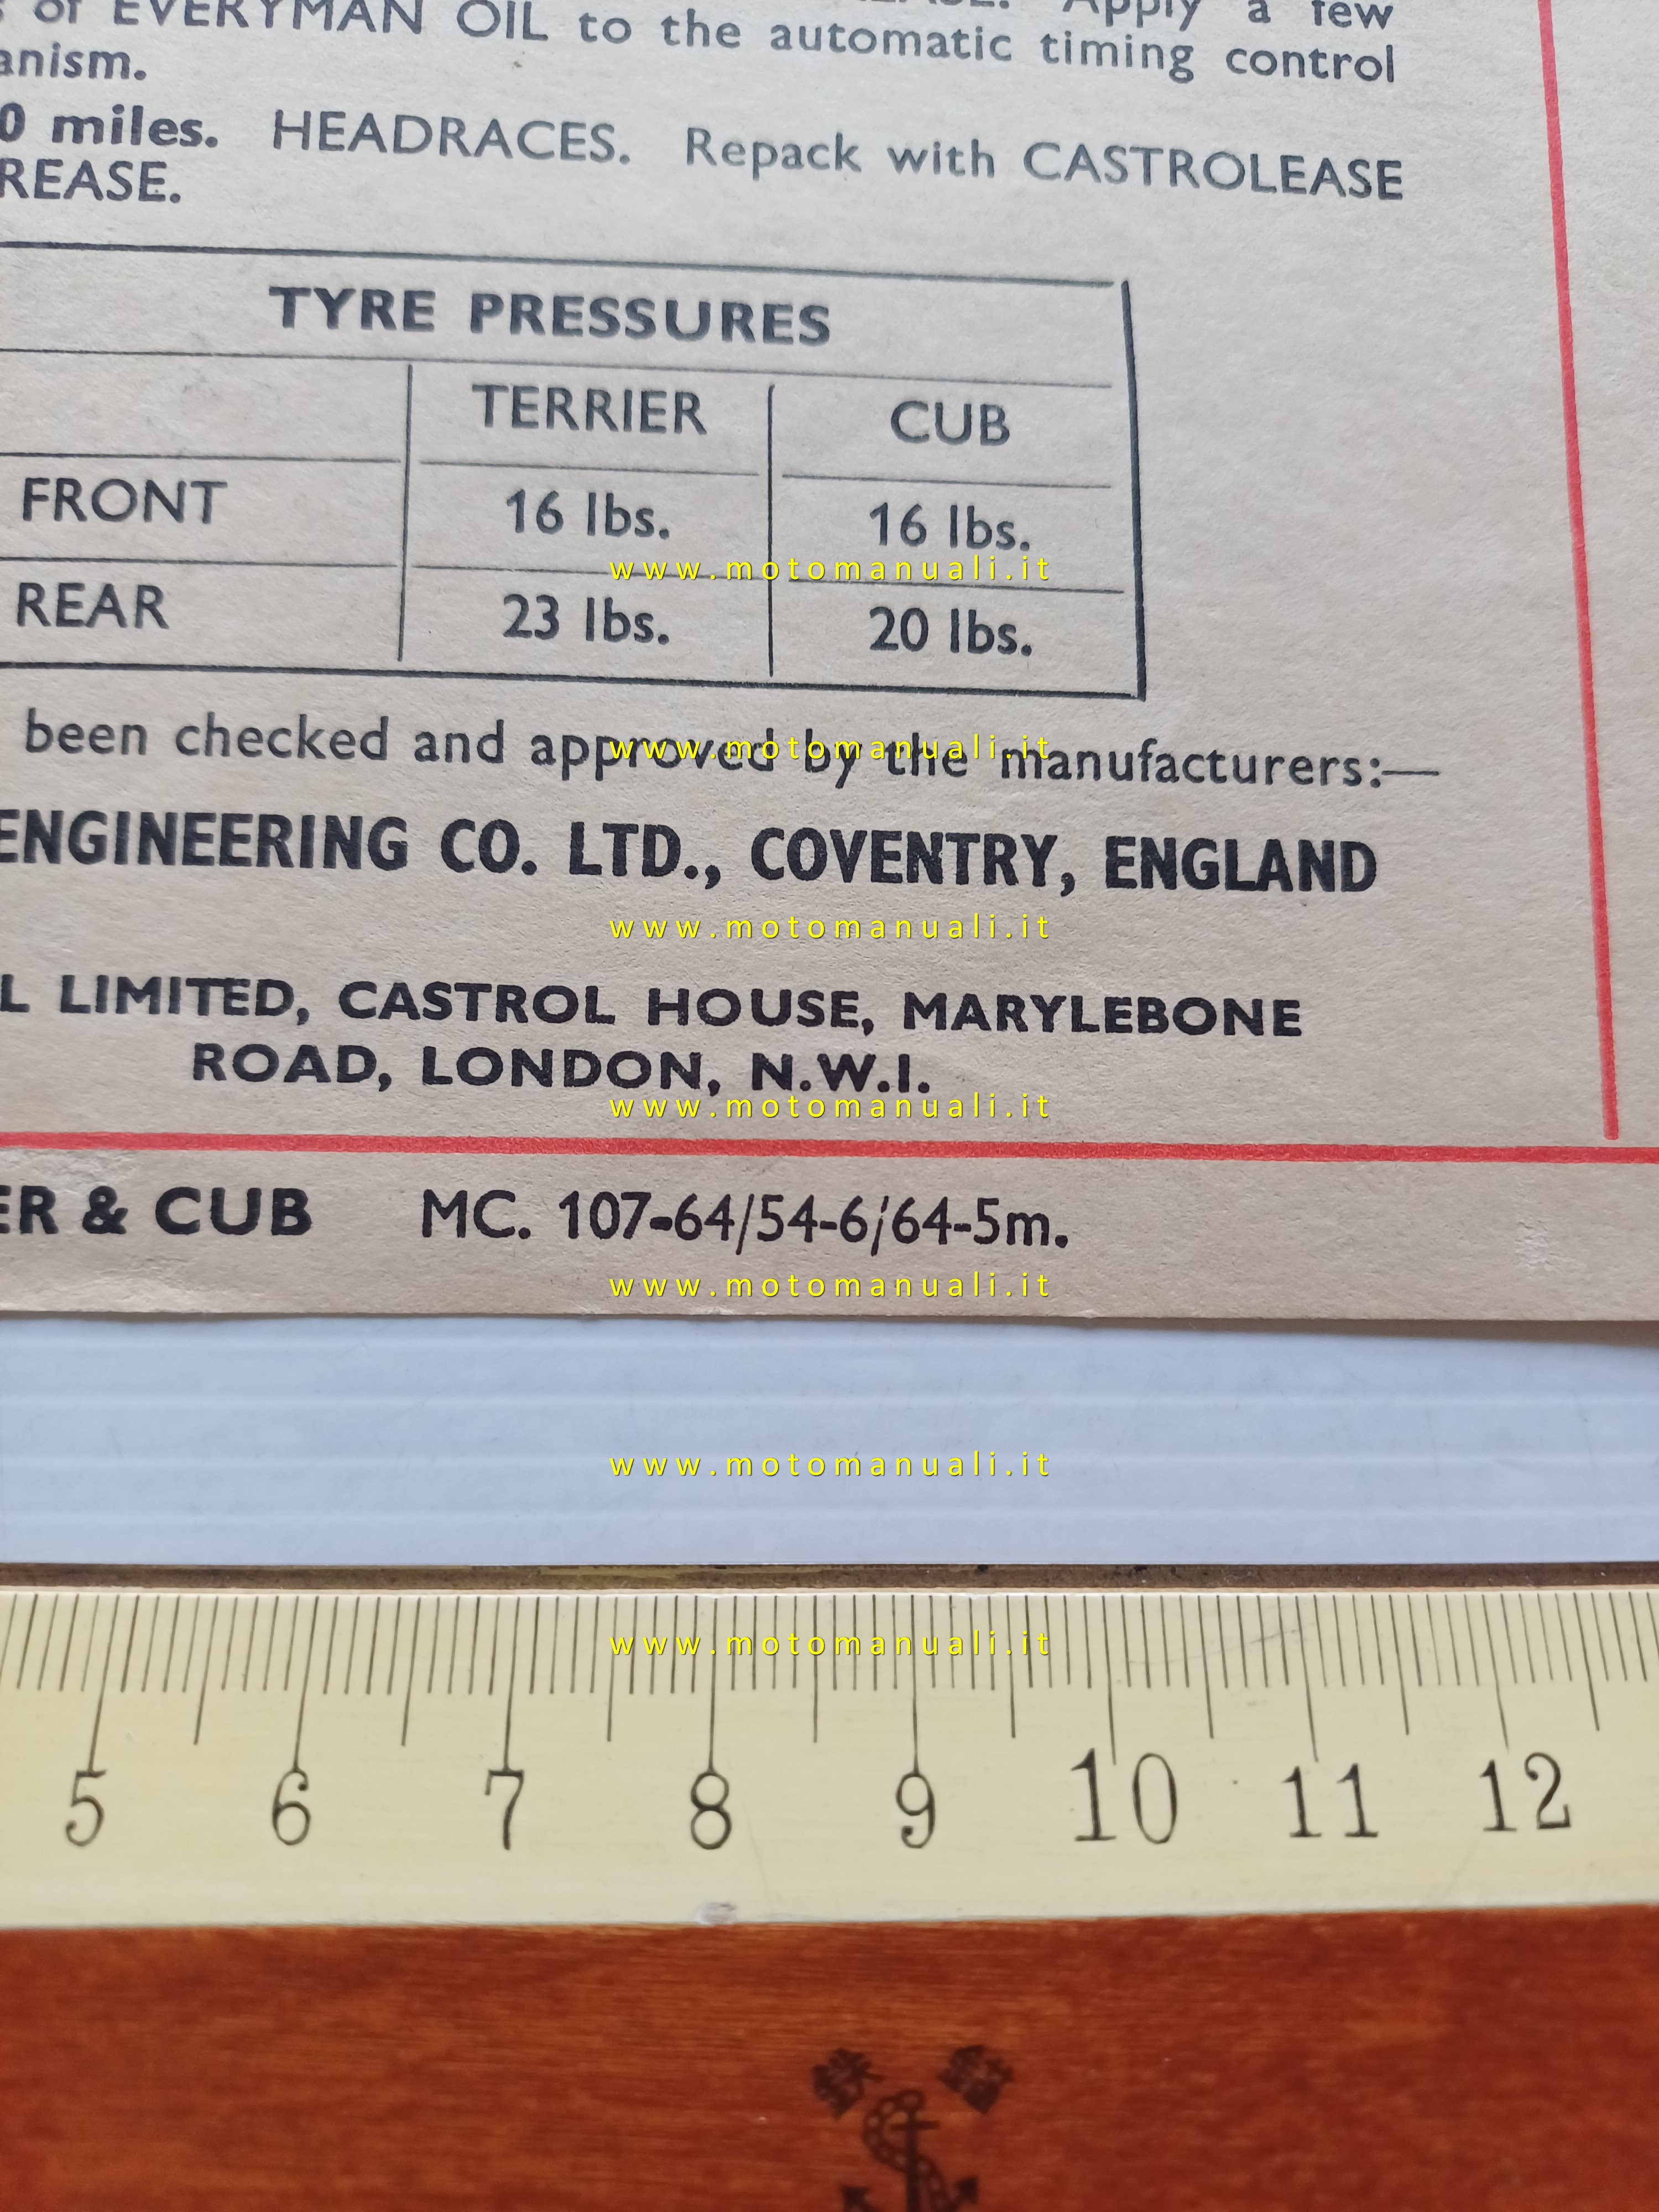 of EVERYMAN OIL to the automatic timing control
Apply a few
anism.
0 miles. HEADRACES. Repack with CASTROLEASE
REASE.
TYRE PRESSURES
TERRIER CUB
FRONT 16 lbs. 16 lbs.
www.motomanuali.it
REAR 23 lbs. 20 lbs.
been checked and approved by the manufacturers:—
www.motomanuali.it
ENGINEERING CO. LTD., COVENTRY, ENGLAND
www.motomanuali.it
L LIMITED, CASTROL HOUSE, MARYLEBONE
ROAD, LONDON, N.W.I.
www.motomanuali.it
ER & CUB MC. 107-64/54-6/64-5m.
www.motomanuali.it
www.motomanuali.it
www.motomanuali.it
5 6 7 8 9 10 11 12
鉄 錨